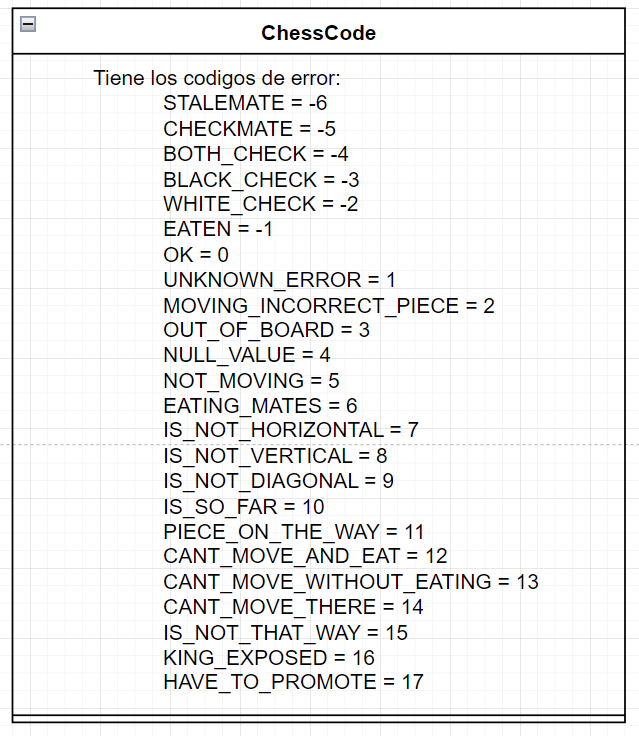 ChessCode
Tiene los codigos de error:
STALEMATE = -6
CHECKMATE = -5
BOTH_CHECK = -4
BLACK_CHECK = -3
WHITE_CHECK = -2
EATEN = -1
OK = 0
UNKNOWN_ERROR = 1
MOVING_INCORRECT_PIECE = 2
OUT_OF_BOARD = 3
NULL_VALUE = 4
NOT_MOVING = 5
EATING_MATES = 6
IS_NOT_HORIZONTAL = 7
IS_NOT_VERTICAL = 8
IS_NOT_DIAGONAL = 9
IS_SO_FAR = 10
PIECE_ON_THE_WAY = 11
CANT_MOVE_AND_EAT = 12
CANT_MOVE_WITHOUT_EATING = 13
CANT_MOVE_THERE = 14
IS_NOT_THAT_WAY = 15
KING_EXPOSED = 16
HAVE_TO_PROMOTE = 17